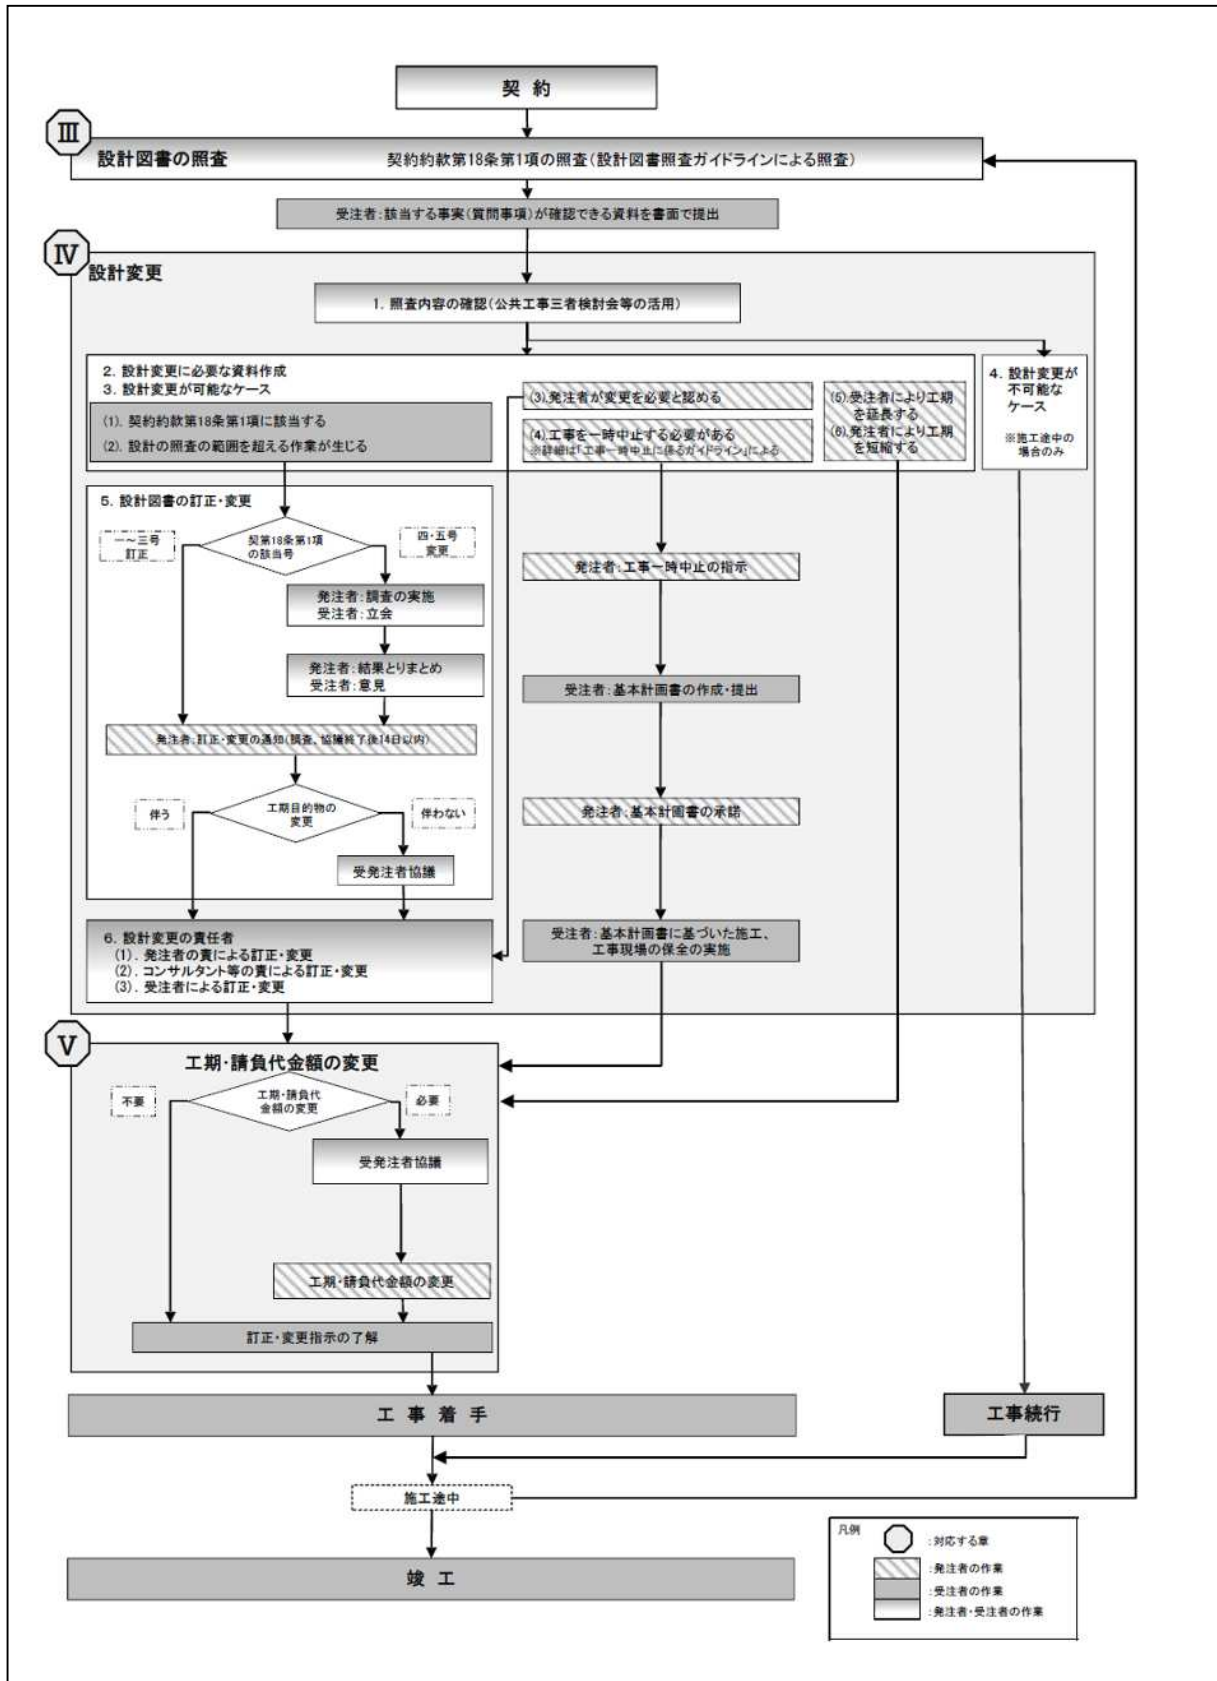 契 約
Ⅲ
設計図書の照査　契約約款第18条第1項の照査(設計図書照査ガイドラインによる照査)
受注者:該当する事実(質問事項)が確認できる資料を書面で提出
Ⅳ
設計変更
1. 照査内容の確認(公共工事三者検討会等の活用)
2. 設計変更に必要な資料作成
3. 設計変更が可能なケース
(1). 契約約款第18条第1項に該当する
(2). 設計の照査の範囲を超える作業が生じる
(3).発注者が変更を必要と認める
(4).工事を一時中止する必要がある
※詳細は「工事一時中止に係るガイドライン」による
(5).受注者により工期
を延長する
(6).発注者により工期
を短縮する
4. 設計変更が
不可能な
ケース
※施工途中の
場合のみ
5. 設計図書の訂正・変更
一～三号
訂正
契第18条第1項
の該当号
四・五号
変更
発注者:調査の実施
受注者:立会
発注者:結果とりまとめ
受注者:意見
発注者:訂正・変更の通知(調査、協議終了後14日以内)
伴う
工期目的物の
変更
伴わない
受発注者協議
発注者:工事一時中止の指示
受注者:基本計画書の作成・提出
発注者:基本計画書の承諾
受注者:基本計画書に基づいた施工、
工事現場の保全の実施
6. 設計変更の責任者
(1). 発注者の責による訂正・変更
(2). コンサルタント等の責による訂正・変更
(3). 受注者による訂正・変更
Ⅴ
工期・請負代金額の変更
不要
工期・請負代
金額の変更
必要
受発注者協議
工期・請負代金額の変更
訂正・変更指示の了解
工 事 着 手
工事続行
施工途中
竣 工
凡例
:対応する章
:発注者の作業
:受注者の作業
:発注者・受注者の作業